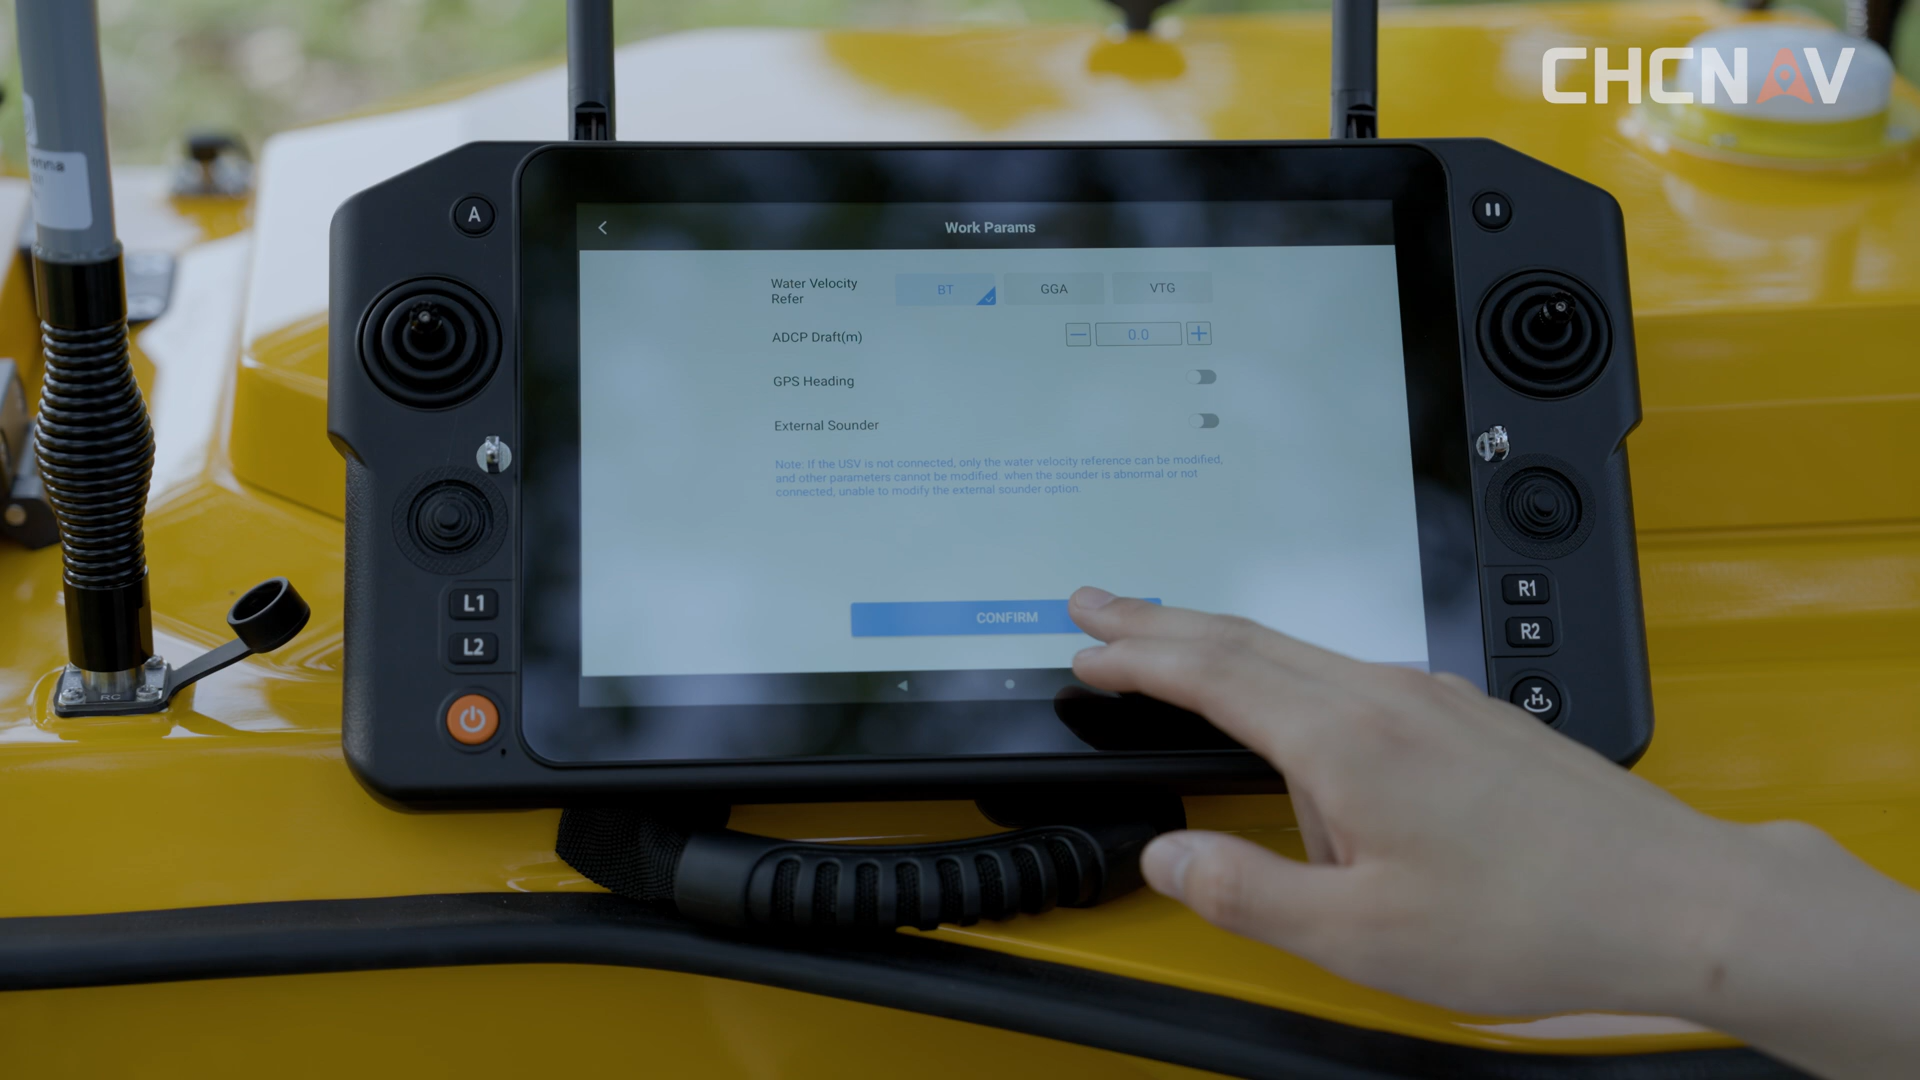 CHCNAV
enna
A
Work Params
Water Velocity
Refer
BT
GGA
VTG
ADCP Draft(m)
0.0
GPS Heading
External Sounder
Note: If the USV is not connected, only the water velocity reference can be modified,
and other parameters cannot be modified. when the sounder is abnormal or not
connected, unable to modify the external sounder option.
CONFIRM
L1
L2
R1
R2
H
RC